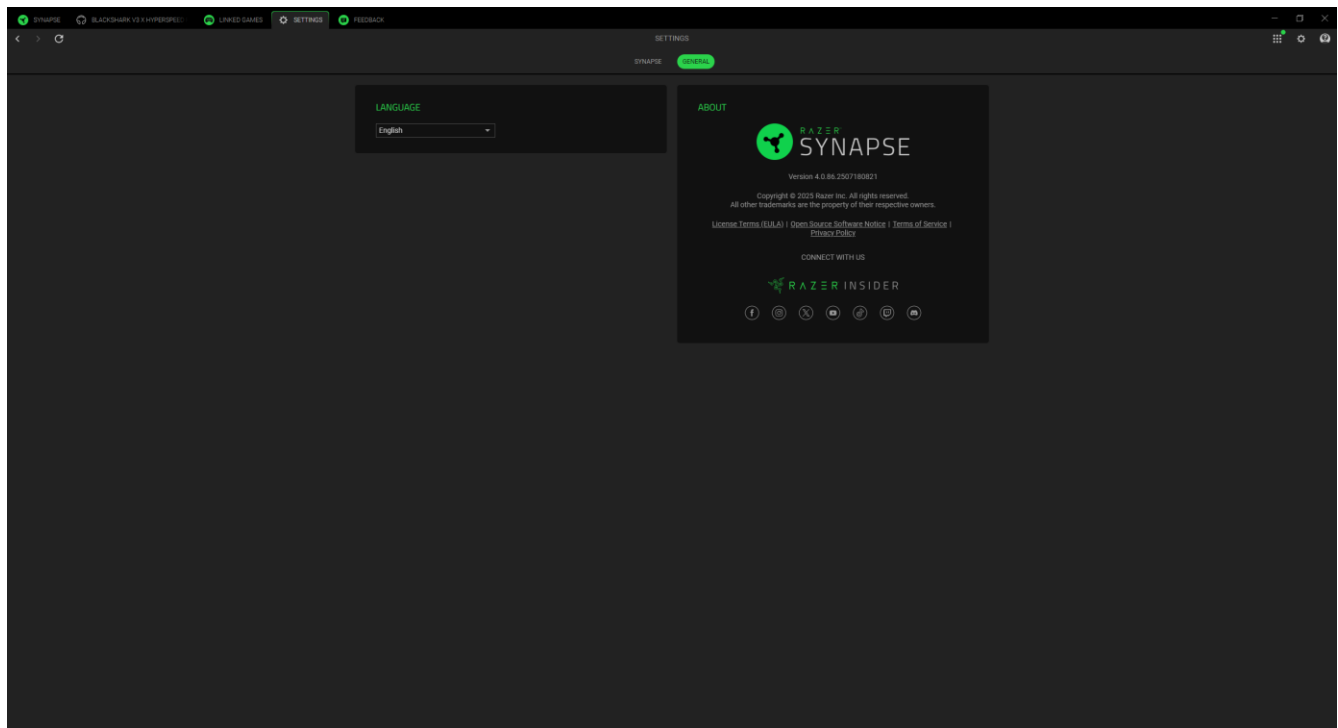 SYNAPSE
BLACKSHARK V3 X HYPERSPEED
LINKED GAMES
SETTINGS
FEEDBACK
SETTINGS
SYNAPSE
GENERAL
LANGUAGE
English
ABOUT
RAZER
SYNAPSE
Version 4.0.86.2507180821
Copyright © 2025 Razer Inc. All rights reserved.
All other trademarks are the property of their respective owners.
License Terms (EULA) | Open Source Software Notice | Terms of Service |
Privacy Policy
CONNECT WITH US
RAZER INSIDER